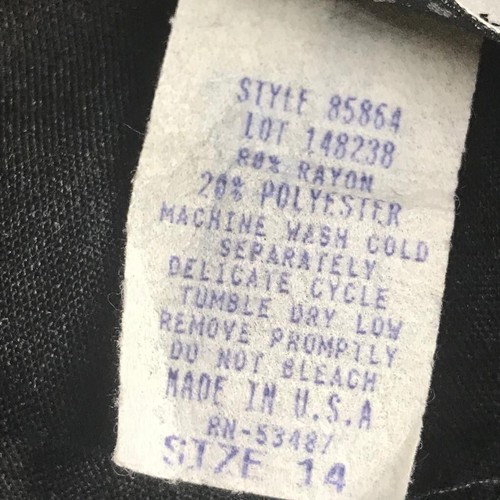 STYLE 85864
LOT 148238
80% RAYON
20% POLYESTER
MACHINE WASH COLD
SEPARATELY
DELICATE CYCLE
TUMBLE DRY LOW
REMOVE PROMPTLY
DO NOT BLEACH
MADE IN U.S.A
RN-53487
SIZE 14